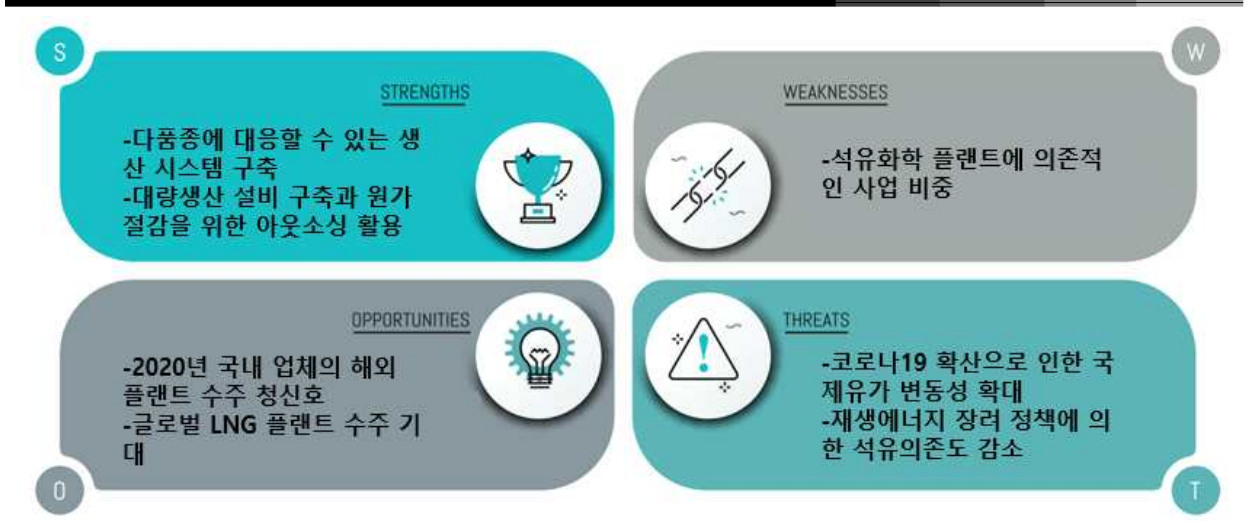 S
STRENGTHS
-다품종에 대응할 수 있는 생
산 시스템 구축
-대량생산 설비 구축과 원가
절감을 위한 아웃소싱 활용
W
WEAKNESSES
-석유화학 플랜트에 의존적
인 사업 비중
OPPORTUNITIES
-2020년 국내 업체의 해외
플랜트 수주 청신호
-글로벌 LNG 플랜트 수주 기
대
O
THREATS
-코로나19 확산으로 인한 국
제유가 변동성 확대
-재생에너지 장려 정책에 의
한 석유의존도 감소
T